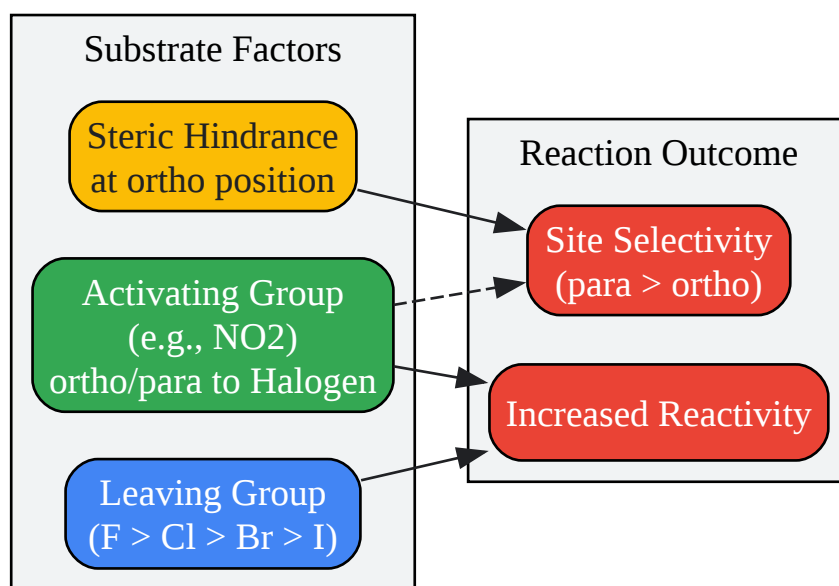 Substrate Factors
Steric Hindrance
at ortho position
Activating Group
(e.g., NO2)
ortho/para to Halogen
Leaving Group
(F > Cl > Br > I)
Reaction Outcome
Site Selectivity
(para > ortho)
Increased Reactivity